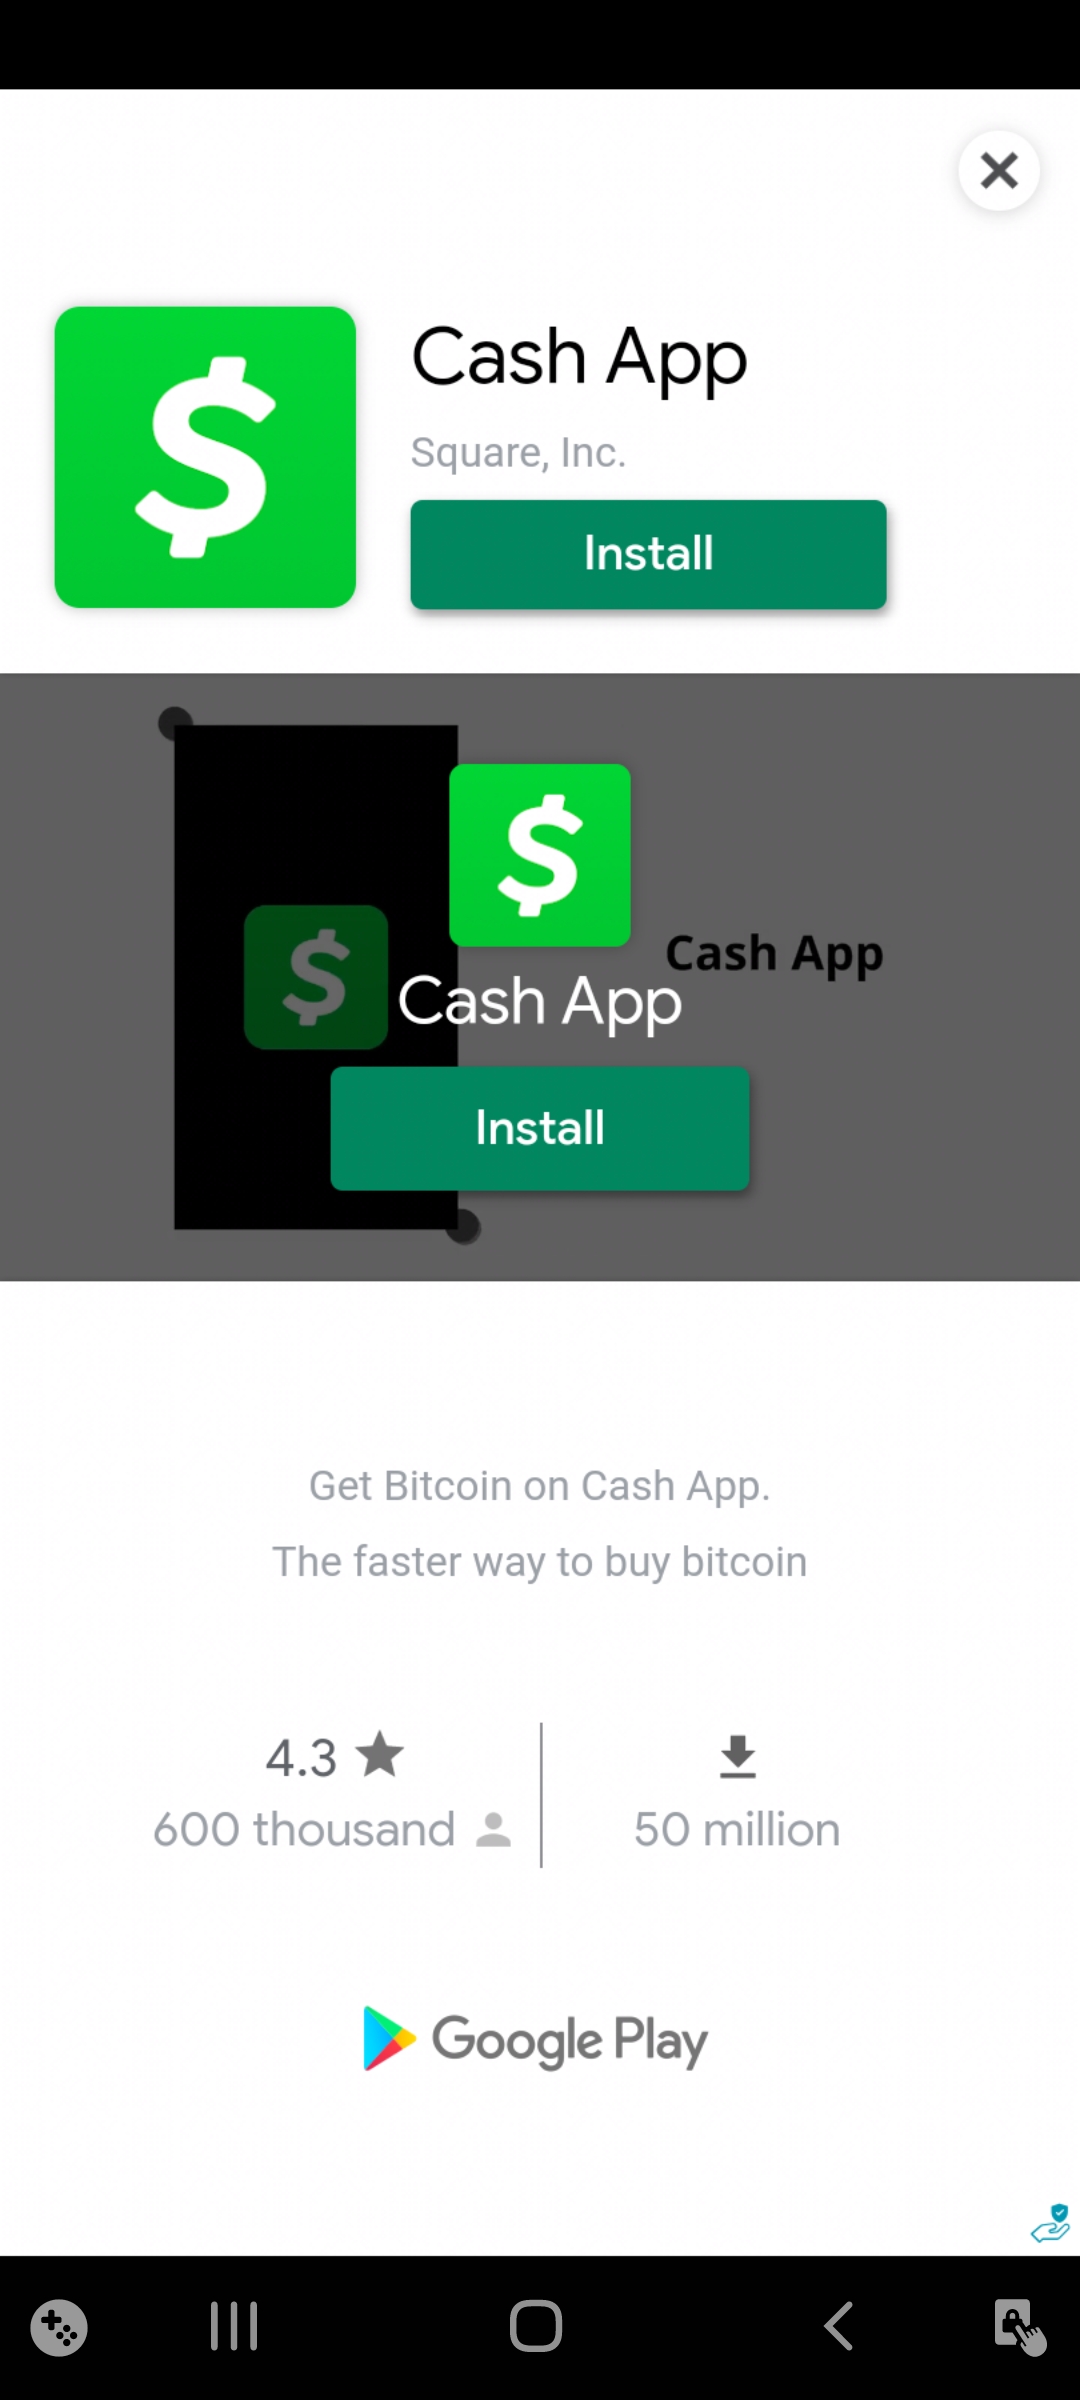 Cash App
Square, Inc.
Install
Cash App
Cash App
Install
Get Bitcoin on Cash App.
The faster way to buy bitcoin
4.3
600 thousand
50 million
Google Play